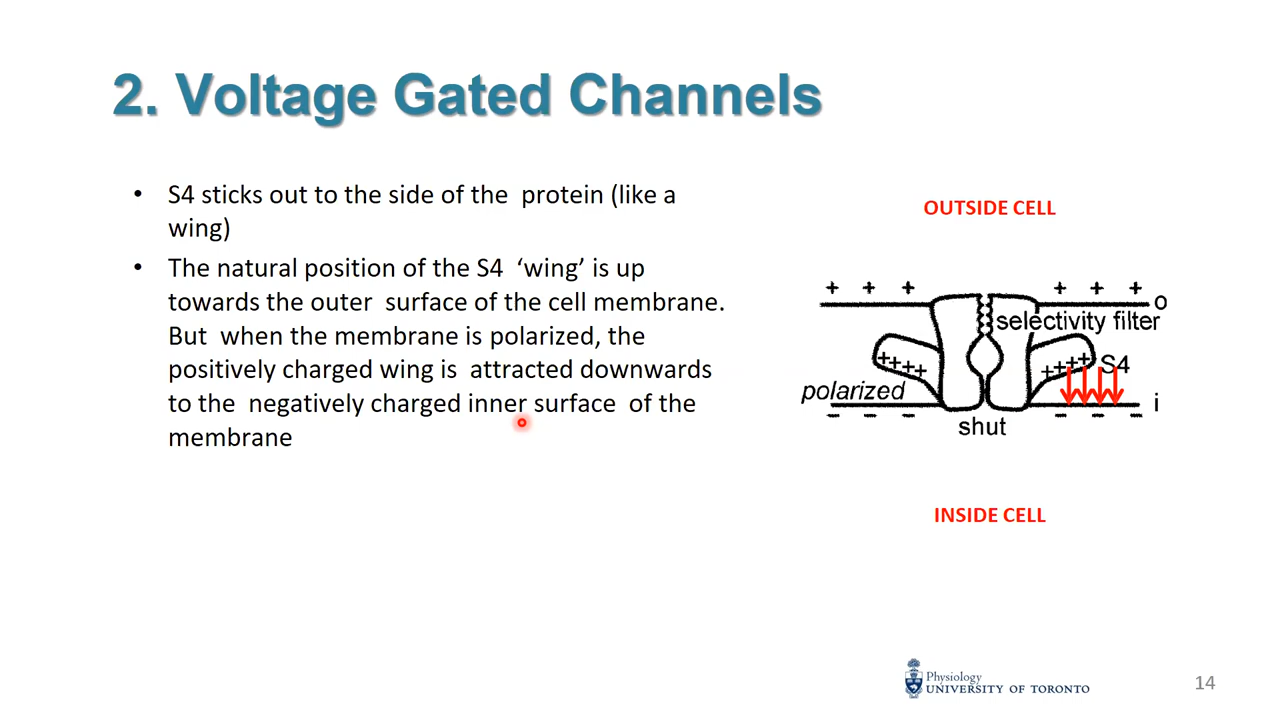 2. Voltage Gated Channels
• S4 sticks out to the side of the protein (like a
wing)
• The natural position of the S4 ‘wing’ is up
towards the outer surface of the cell membrane.
But when the membrane is polarized, the
positively charged wing is attracted downwards
to the negatively charged inner surface of the
membrane
OUTSIDE CELL
+ + + + + +
o
selectivity filter
++++ ++++ S4
polarized
i
− − − − − −
shut
INSIDE CELL
Physiology
UNIVERSITY OF TORONTO
14